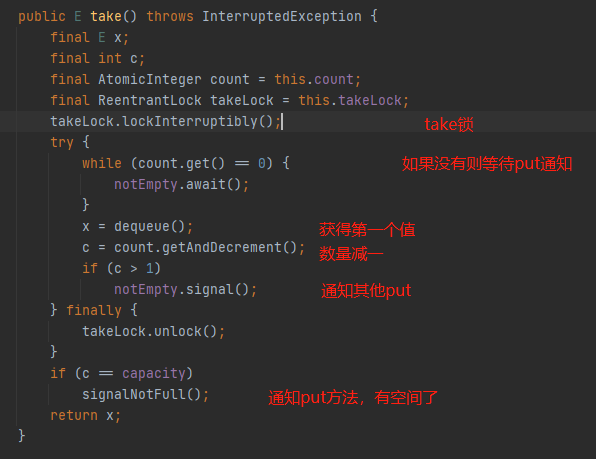 public E take() throws InterruptedException {
final E x;
final int c;
final AtomicInteger count = this.count;
final ReentrantLock takeLock = this.takeLock;
takeLock.lockInterruptibly(); take锁
try {
while (count.get() == 0) { 如果没有则等待put通知
notEmpty.await();
}
x = dequeue(); 获得第一个值
c = count.getAndDecrement(); 数量减一
if (c > 1)
notEmpty.signal(); 通知其他put
} finally {
takeLock.unlock();
}
if (c == capacity)
signalNotFull(); 通知put方法，有空间了
return x;
}